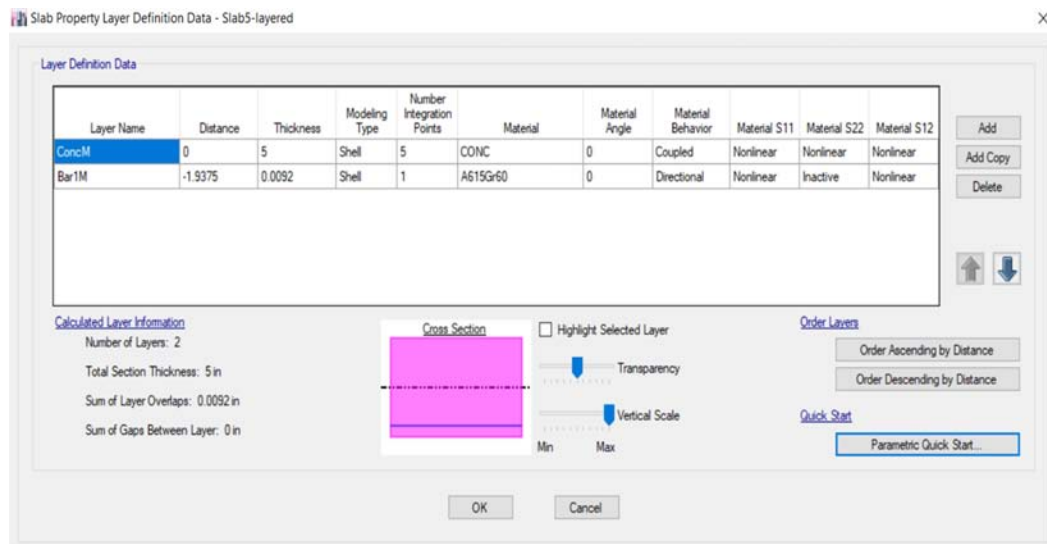 Slab Property Layer Definition Data - Slab5-layered
Layer Definition Data
Layer Name Distance Thickness Modeling Type Number Integration Points Material Material Angle Material Behavior Material S11 Material S22 Material S12
ConcM 0 5 Shell 5 CONC 0 Coupled Nonlinear Nonlinear Nonlinear
Bar1M -1.9375 0.0092 Shell 1 A615Gr60 0 Directional Nonlinear Inactive Nonlinear
Add
Add Copy
Delete
Calculated Layer Information
Number of Layers: 2
Total Section Thickness: 5 in
Sum of Layer Overlaps: 0.0092 in
Sum of Gaps Between Layer: 0 in
Cross Section
Highlight Selected Layer
Transparency
Vertical Scale
Min Max
Order Layers
Order Ascending by Distance
Order Descending by Distance
Quick Start
Parametric Quick Start...
OK Cancel